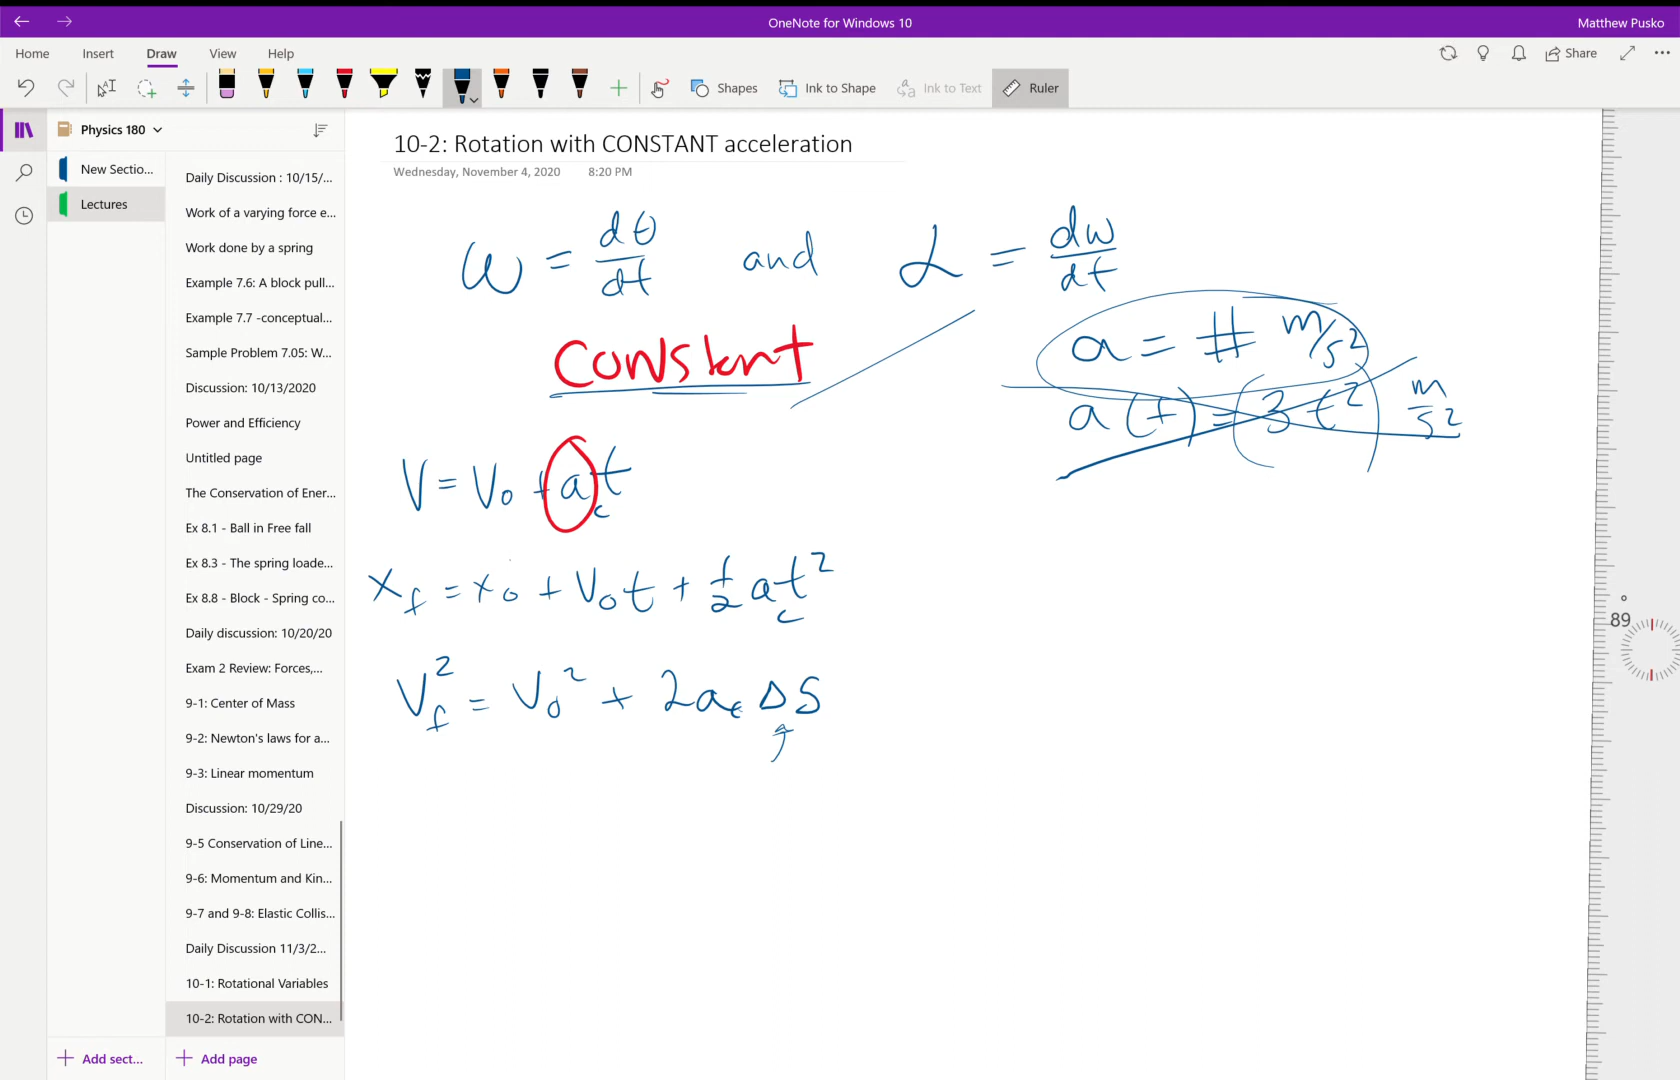 OneNote for Windows 10
Matthew Pusko
Home Insert Draw View Help
Share
Shapes Ink to Shape Ink to Text Ruler
Physics 180
New Sectio...
Lectures
Daily Discussion : 10/15/...
Work of a varying force e...
Work done by a spring
Example 7.6: A block pull...
Example 7.7 -conceptual...
Sample Problem 7.05: W...
Discussion: 10/13/2020
Power and Efficiency
Untitled page
The Conservation of Ener...
Ex 8.1 - Ball in Free fall
Ex 8.3 - The spring loade...
Ex 8.8 - Block - Spring co...
Daily discussion: 10/20/20
Exam 2 Review: Forces,...
9-1: Center of Mass
9-2: Newton's laws for a...
9-3: Linear momentum
Discussion: 10/29/20
9-5 Conservation of Line...
9-6: Momentum and Kin...
9-7 and 9-8: Elastic Collis...
Daily Discussion 11/3/2...
10-1: Rotational Variables
10-2: Rotation with CON...
Add sect...
Add page
10-2: Rotation with CONSTANT acceleration
Wednesday, November 4, 2020 8:20 PM
ω = dθ/dt and α = dω/dt
constant
a = # m/s²
a(t) = (3t²) m/s²
V = V₀ + a_c t
x_f = x₀ + V₀t + ½ a_c t²
V_f² = V₀² + 2a_c ΔS
89°